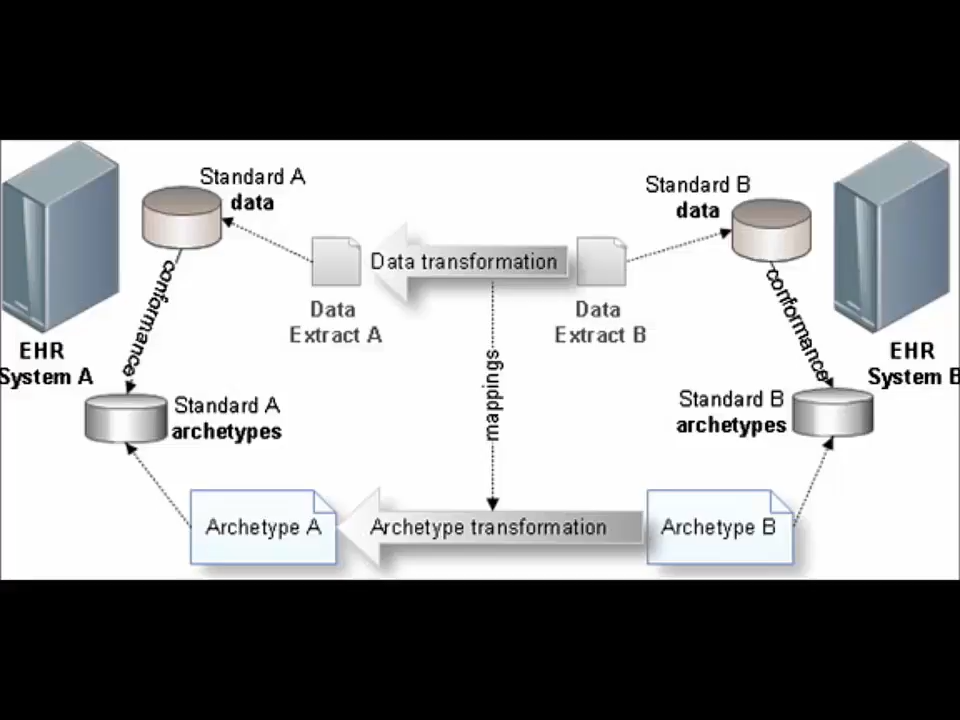 Standard A
data
Standard B
data
Data transformation
Data
Extract A
Data
Extract B
conformance
conformance
EHR
System A
EHR
System B
mappings
Standard A
archetypes
Standard B
archetypes
Archetype A
Archetype transformation
Archetype B